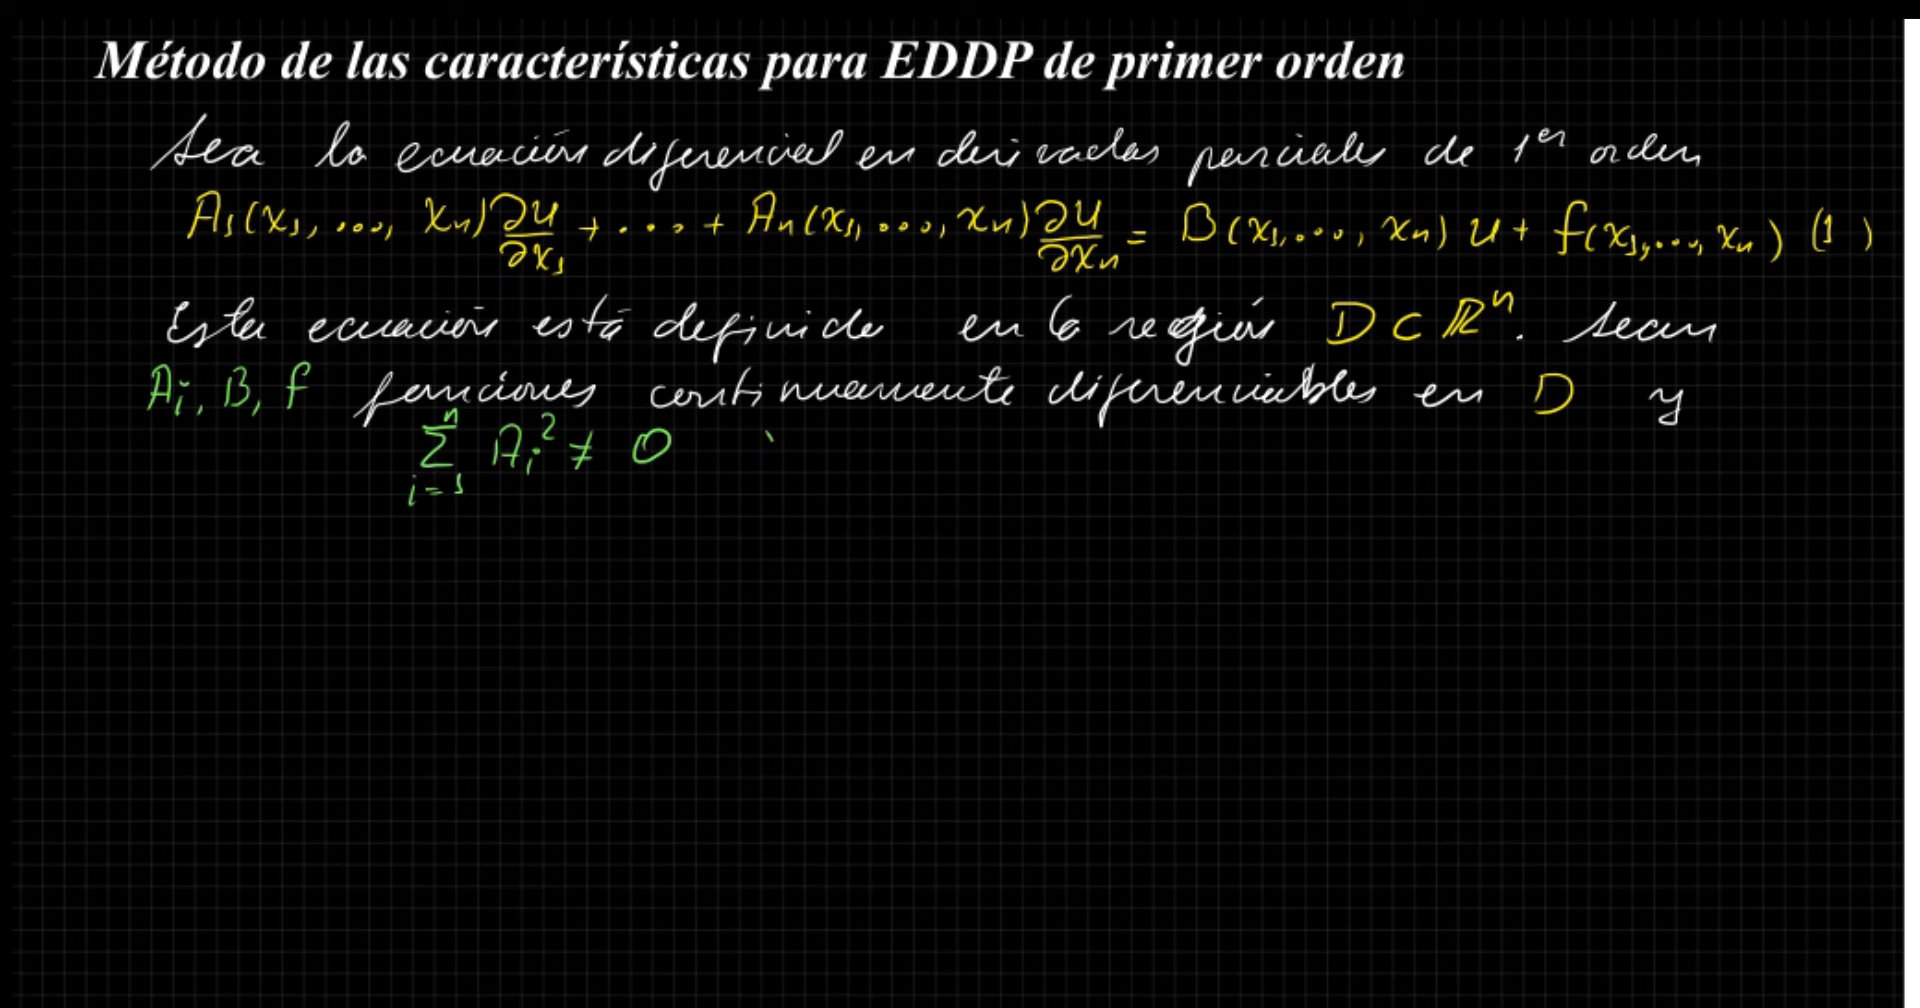 Método de las características para EDDP de primer orden
Sea la ecuación diferencial en derivadas parciales de 1er orden
A₁(x₁, ..., xₙ) ∂u/∂x₁ + ... + Aₙ(x₁, ..., xₙ) ∂u/∂xₙ = B(x₁, ..., xₙ) u + f(x₁, ..., xₙ) (1)
Esta ecuación está definida en la región D ⊂ ℝⁿ. Sean
Aᵢ, B, f funciones continuamente diferenciables en D y
∑ᵢ₌₁ⁿ Aᵢ² ≠ 0